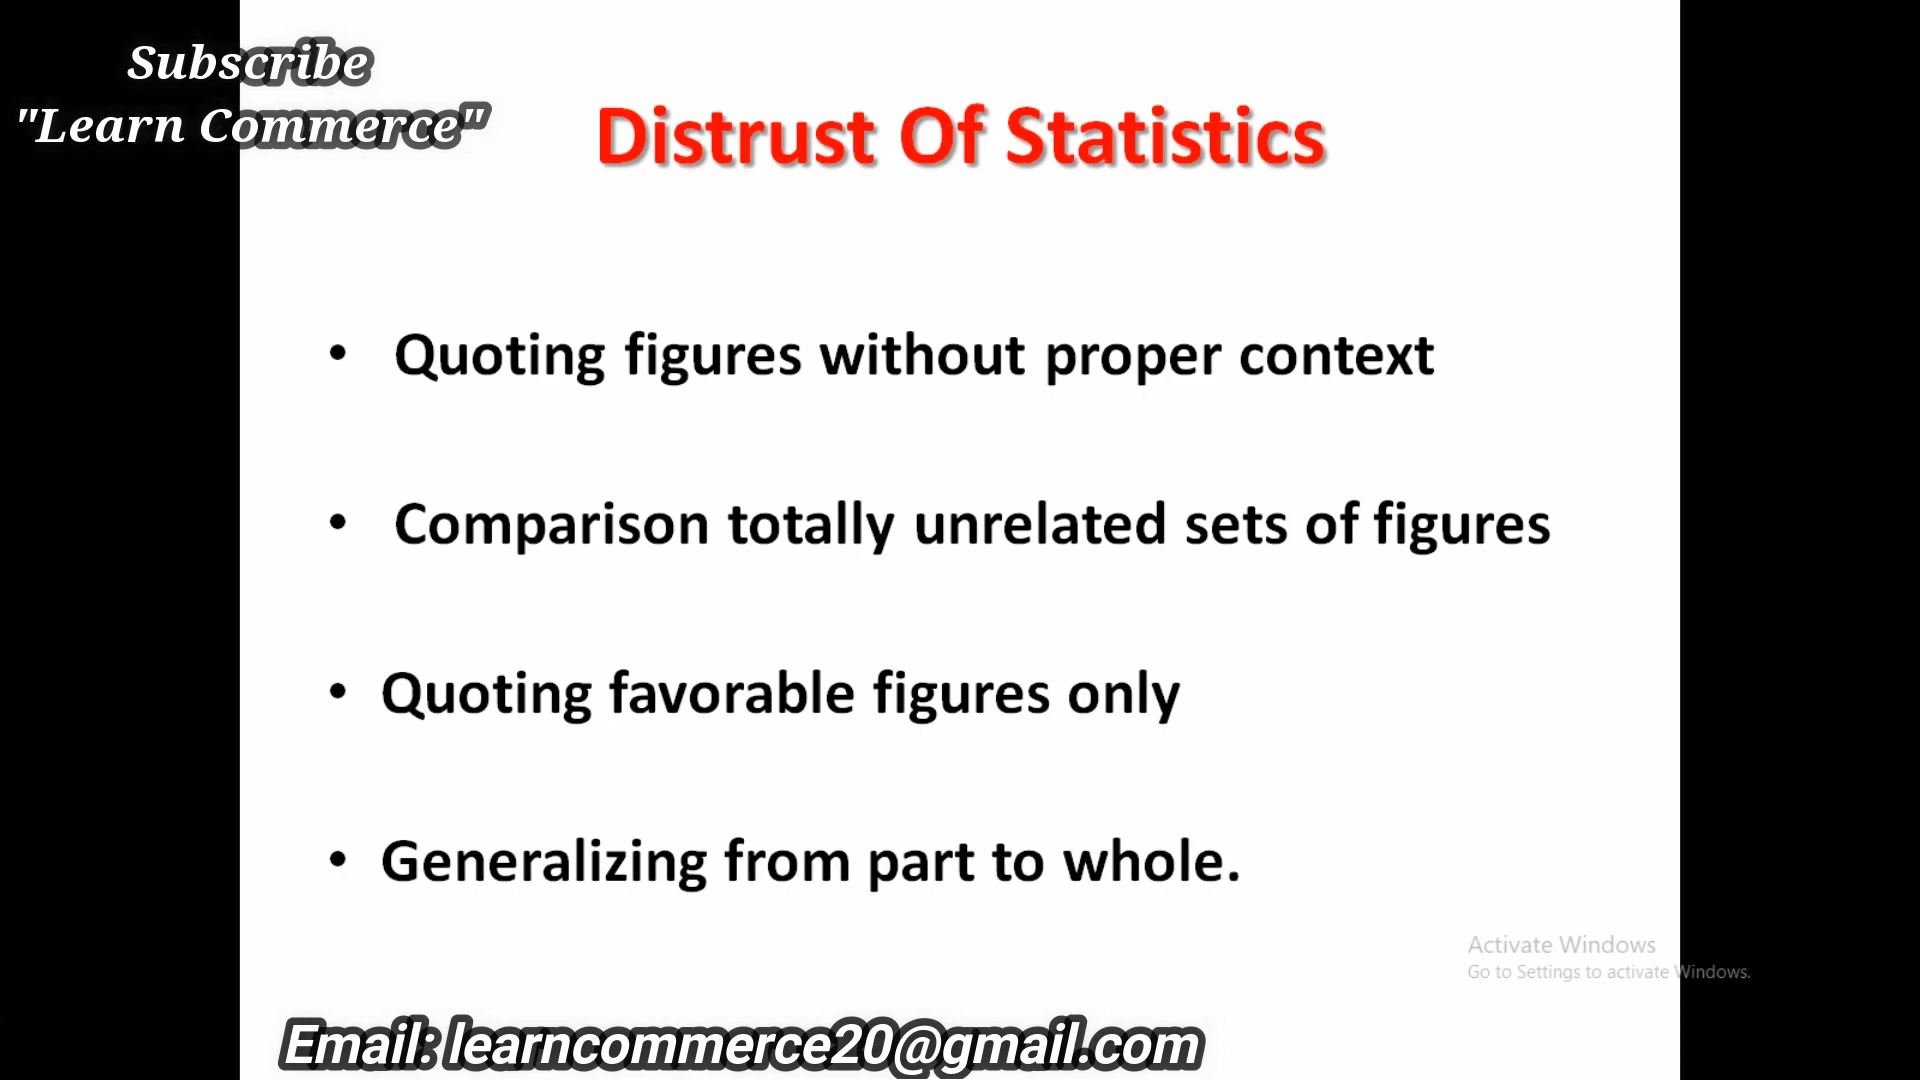 Subscribe
"Learn Commerce"
Distrust Of Statistics
• Quoting figures without proper context
• Comparison totally unrelated sets of figures
• Quoting favorable figures only
• Generalizing from part to whole.
Activate Windows
Go to Settings to activate Windows.
Email: learncommerce20@gmail.com